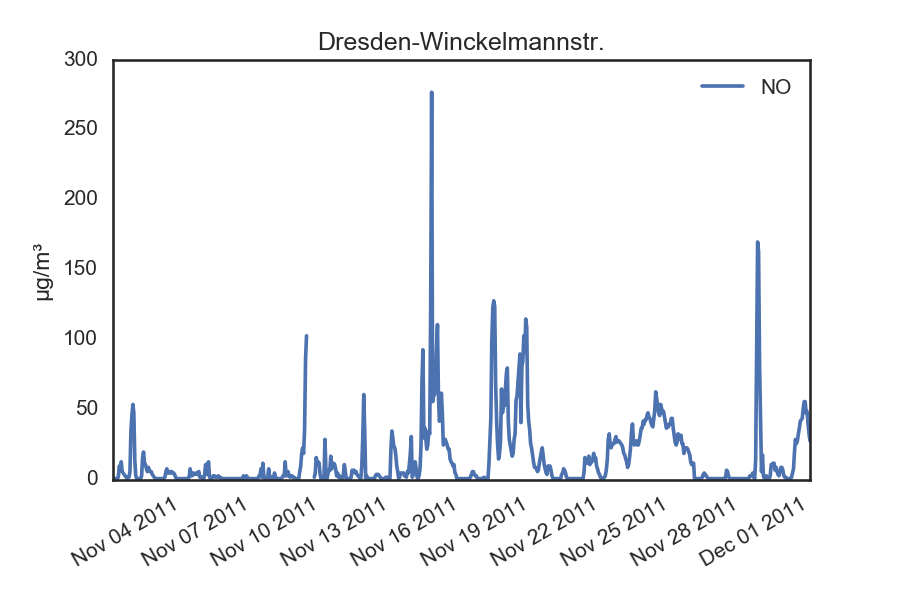 Dresden-Winckelmannstr.
300
250
200
150
100
50
0
µg/m³
NO
Nov 04 2011
Nov 07 2011
Nov 10 2011
Nov 13 2011
Nov 16 2011
Nov 19 2011
Nov 22 2011
Nov 25 2011
Nov 28 2011
Dec 01 2011